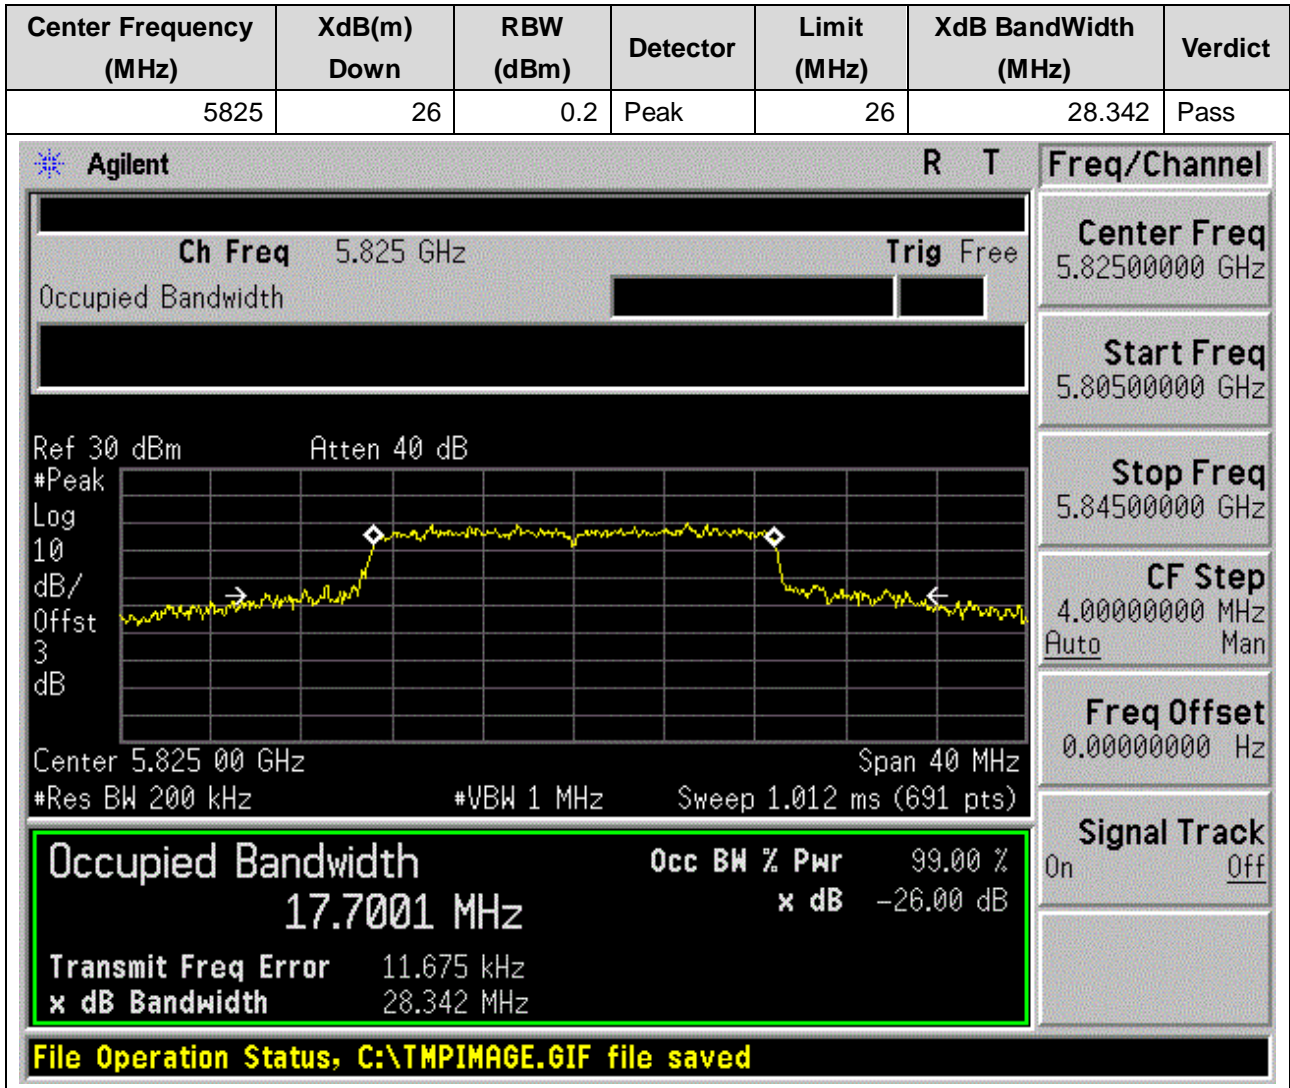 Center Frequency (MHz) XdB(m) Down RBW (dBm) Detector Limit (MHz) XdB BandWidth (MHz) Verdict
5825 26 0.2 Peak 26 28.342 Pass
Agilent R T Freq/Channel
Ch Freq 5.825 GHz Trig Free
Occupied Bandwidth
Center Freq
5.82500000 GHz
Start Freq
5.80500000 GHz
Stop Freq
5.84500000 GHz
CF Step
4.00000000 MHz
Auto Man
Freq Offset
0.00000000 Hz
Signal Track
On Off
Ref 30 dBm Atten 40 dB
#Peak
Log
10
dB/
Offst
3
dB
Center 5.825 00 GHz Span 40 MHz
#Res BW 200 kHz #VBW 1 MHz Sweep 1.012 ms (691 pts)
Occupied Bandwidth Occ BW % Pwr 99.00 %
17.7001 MHz x dB -26.00 dB
Transmit Freq Error 11.675 kHz
x dB Bandwidth 28.342 MHz
File Operation Status, C:\TMPIMAGE.GIF file saved